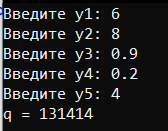 Введите y1: 6
Введите y2: 8
Введите y3: 0.9
Введите y4: 0.2
Введите y5: 4
q = 131414